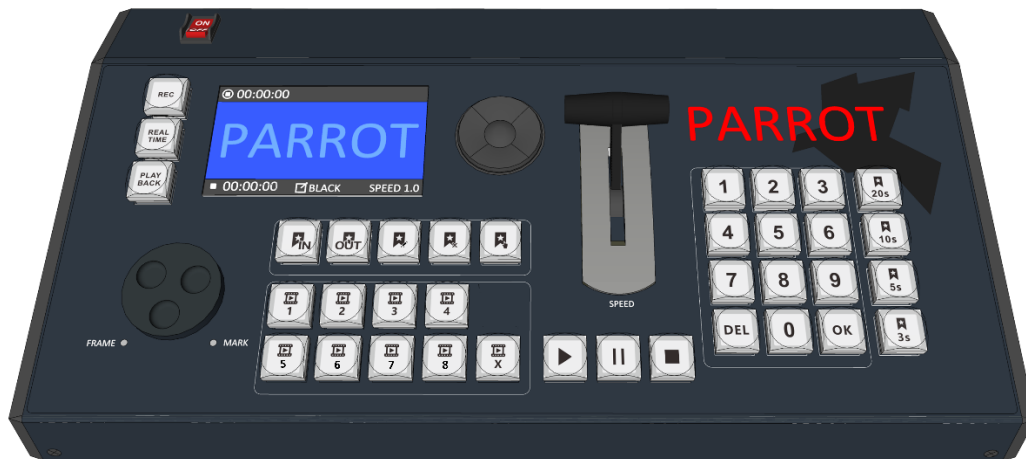 ON
OFF
REC
REAL
TIME
PLAY
BACK
00:00:00
PARROT
00:00:00 BLACK SPEED 1.0
PARROT
IN OUT
1 2 3 4
5 6 7 8 X
FRAME MARK
SPEED
1 2 3 20s
4 5 6 10s
7 8 9 5s
DEL 0 OK 3s